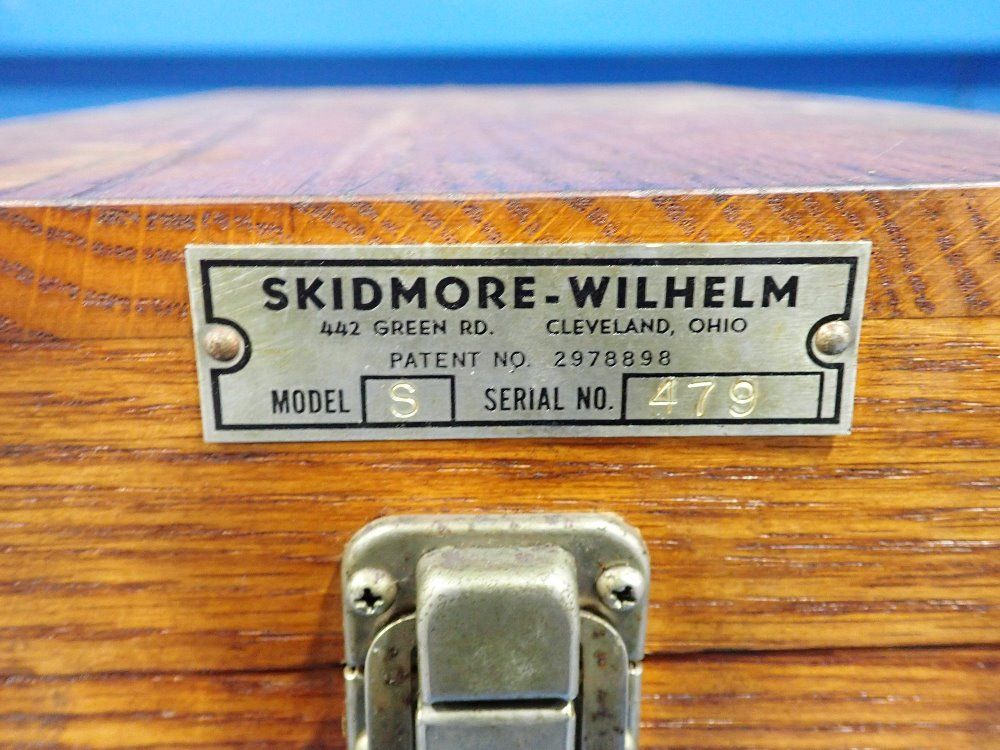 SKIDMORE-WILHELM
442 GREEN RD. CLEVELAND, OHIO
PATENT NO. 2978898
MODEL S SERIAL NO. 479